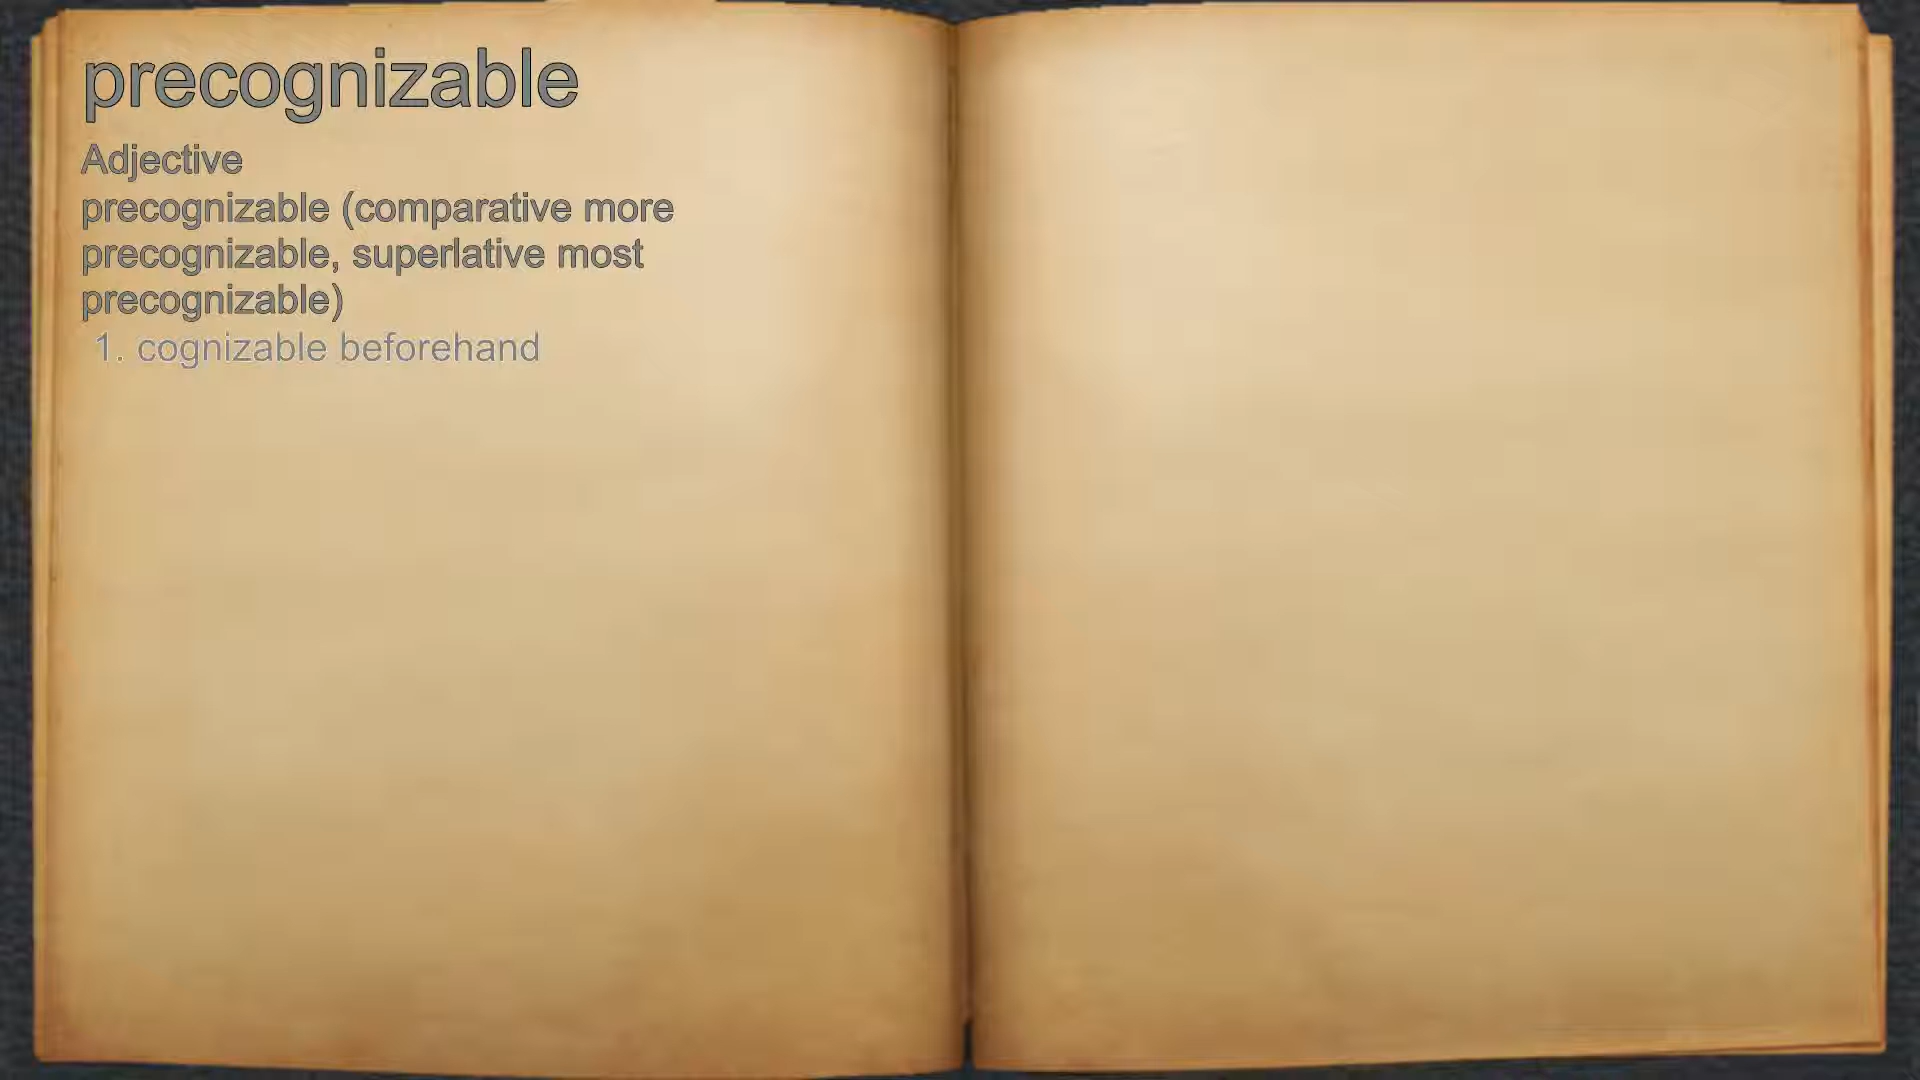 precognizable
Adjective
precognizable (comparative more
precognizable, superlative most
precognizable)
1. cognizable beforehand